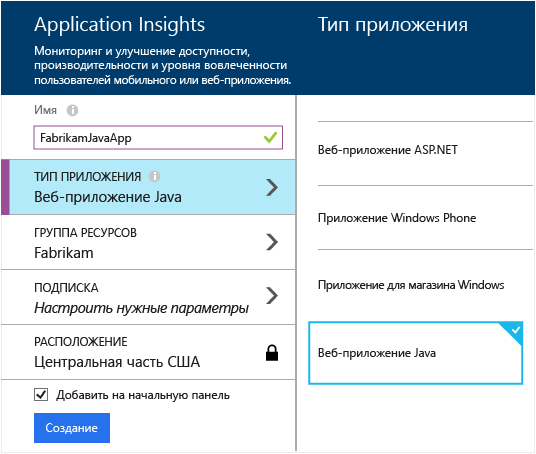 Application Insights
Мониторинг и улучшение доступности,
производительности и уровня вовлеченности
пользователей мобильного или веб-приложения.
Имя
FabrikamJavaApp
ТИП ПРИЛОЖЕНИЯ
Веб-приложение Java
ГРУППА РЕСУРСОВ
Fabrikam
ПОДПИСКА
Настроить нужные параметры
РАСПОЛОЖЕНИЕ
Центральная часть США
Добавить на начальную панель
Создание
Тип приложения
Веб-приложение ASP.NET
Приложение Windows Phone
Приложение для магазина Windows
Веб-приложение Java